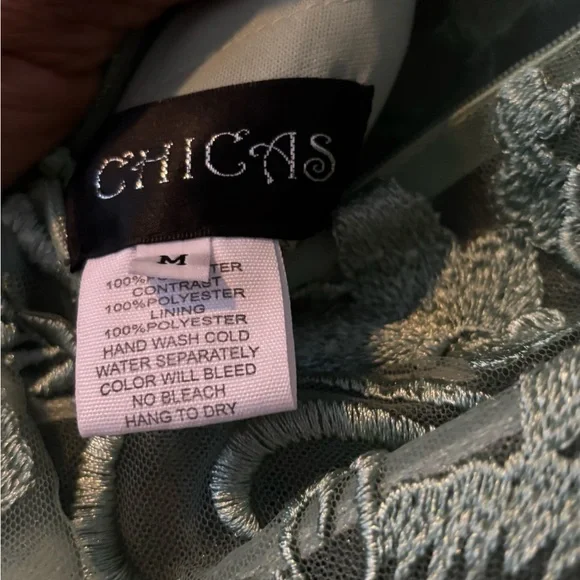 CHICAS
M
100%POLYESTER
CONTRAST
100%POLYESTER
LINING
100%POLYESTER
HAND WASH COLD
WATER SEPARATELY
COLOR WILL BLEED
NO BLEACH
HANG TO DRY